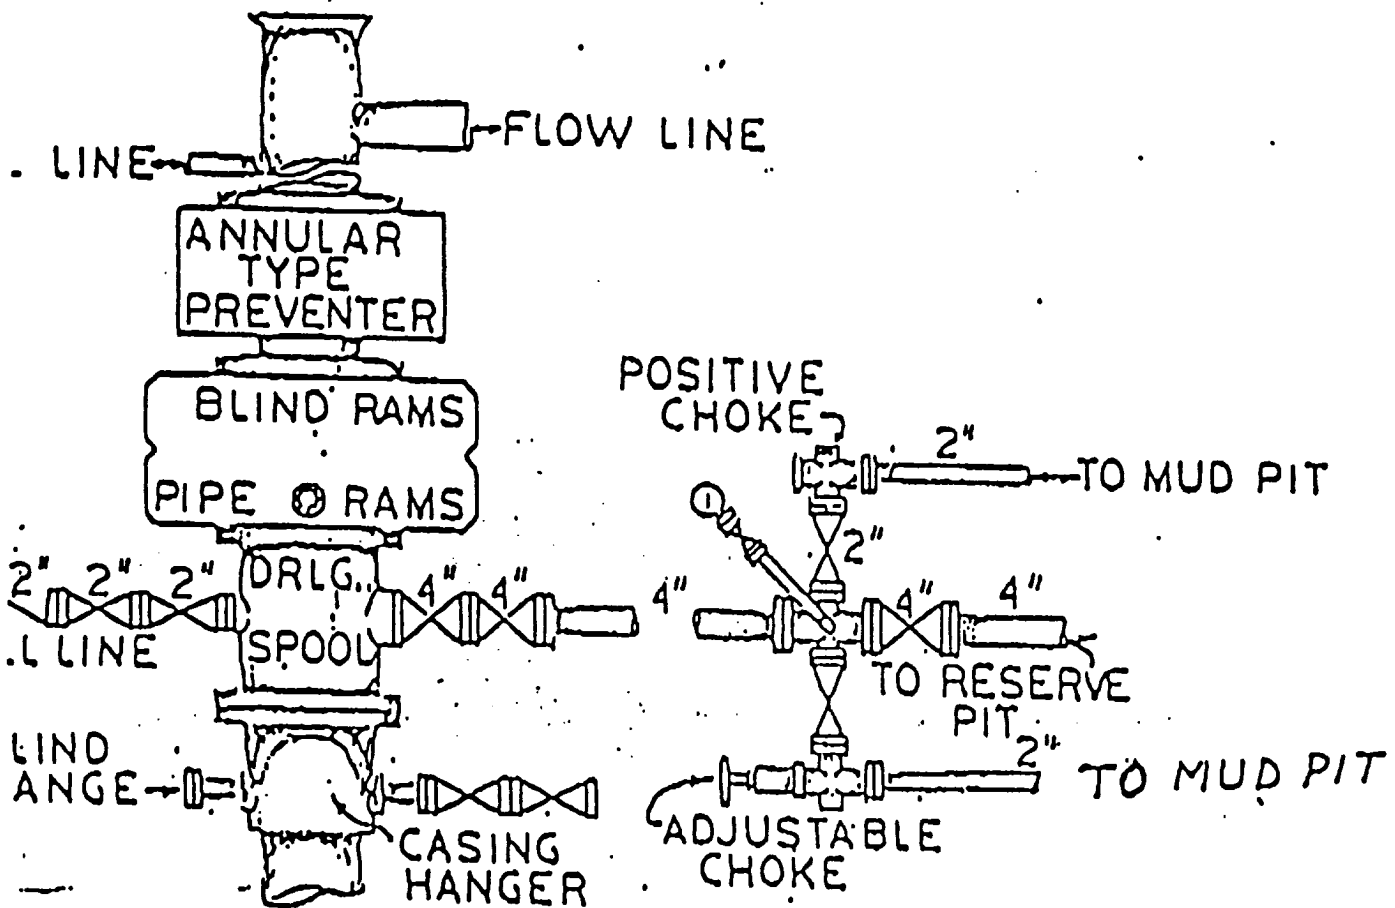 FLOW LINE
. LINE
ANNULAR
TYPE
PREVENTER
BLIND RAMS
PIPE RAMS
POSITIVE
CHOKE
2"
TO MUD PIT
2"
2" 2" 2"
DRLG.
4" 4"
4"
4" 4"
.L LINE
SPOOL
TO RESERVE
PIT
LIND
ANGE
2"
TO MUD PIT
CASING
HANGER
ADJUSTABLE
CHOKE